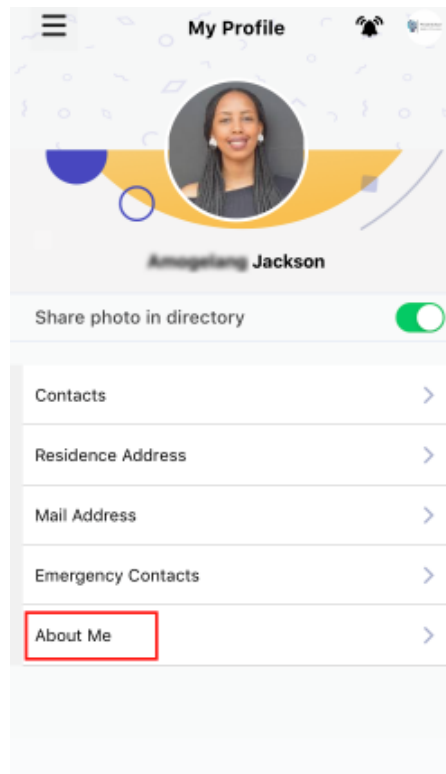 My Profile
Jackson
Share photo in directory
Contacts
Residence Address
Mail Address
Emergency Contacts
About Me